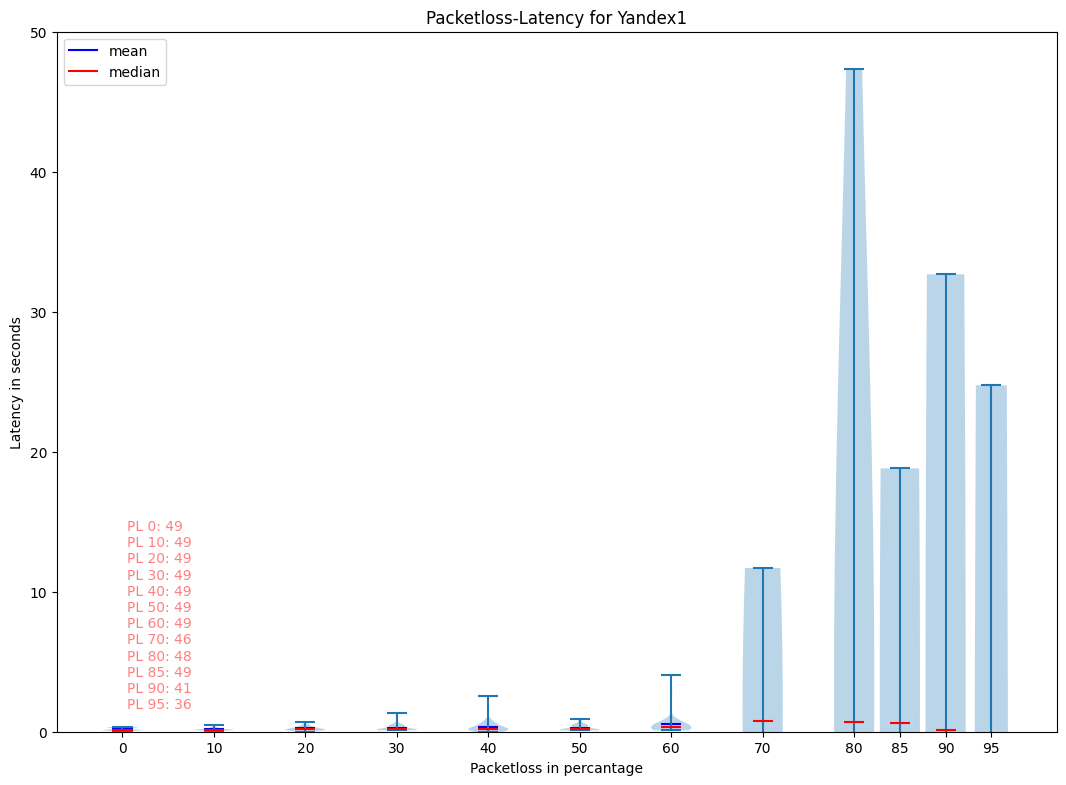 Packetloss-Latency for Yandex1
mean
median
Latency in seconds
50
40
30
20
10
0
PL 0: 49
PL 10: 49
PL 20: 49
PL 30: 49
PL 40: 49
PL 50: 49
PL 60: 49
PL 70: 46
PL 80: 48
PL 85: 49
PL 90: 41
PL 95: 36
0 10 20 30 40 50 60 70 80 85 90 95
Packetloss in percantage